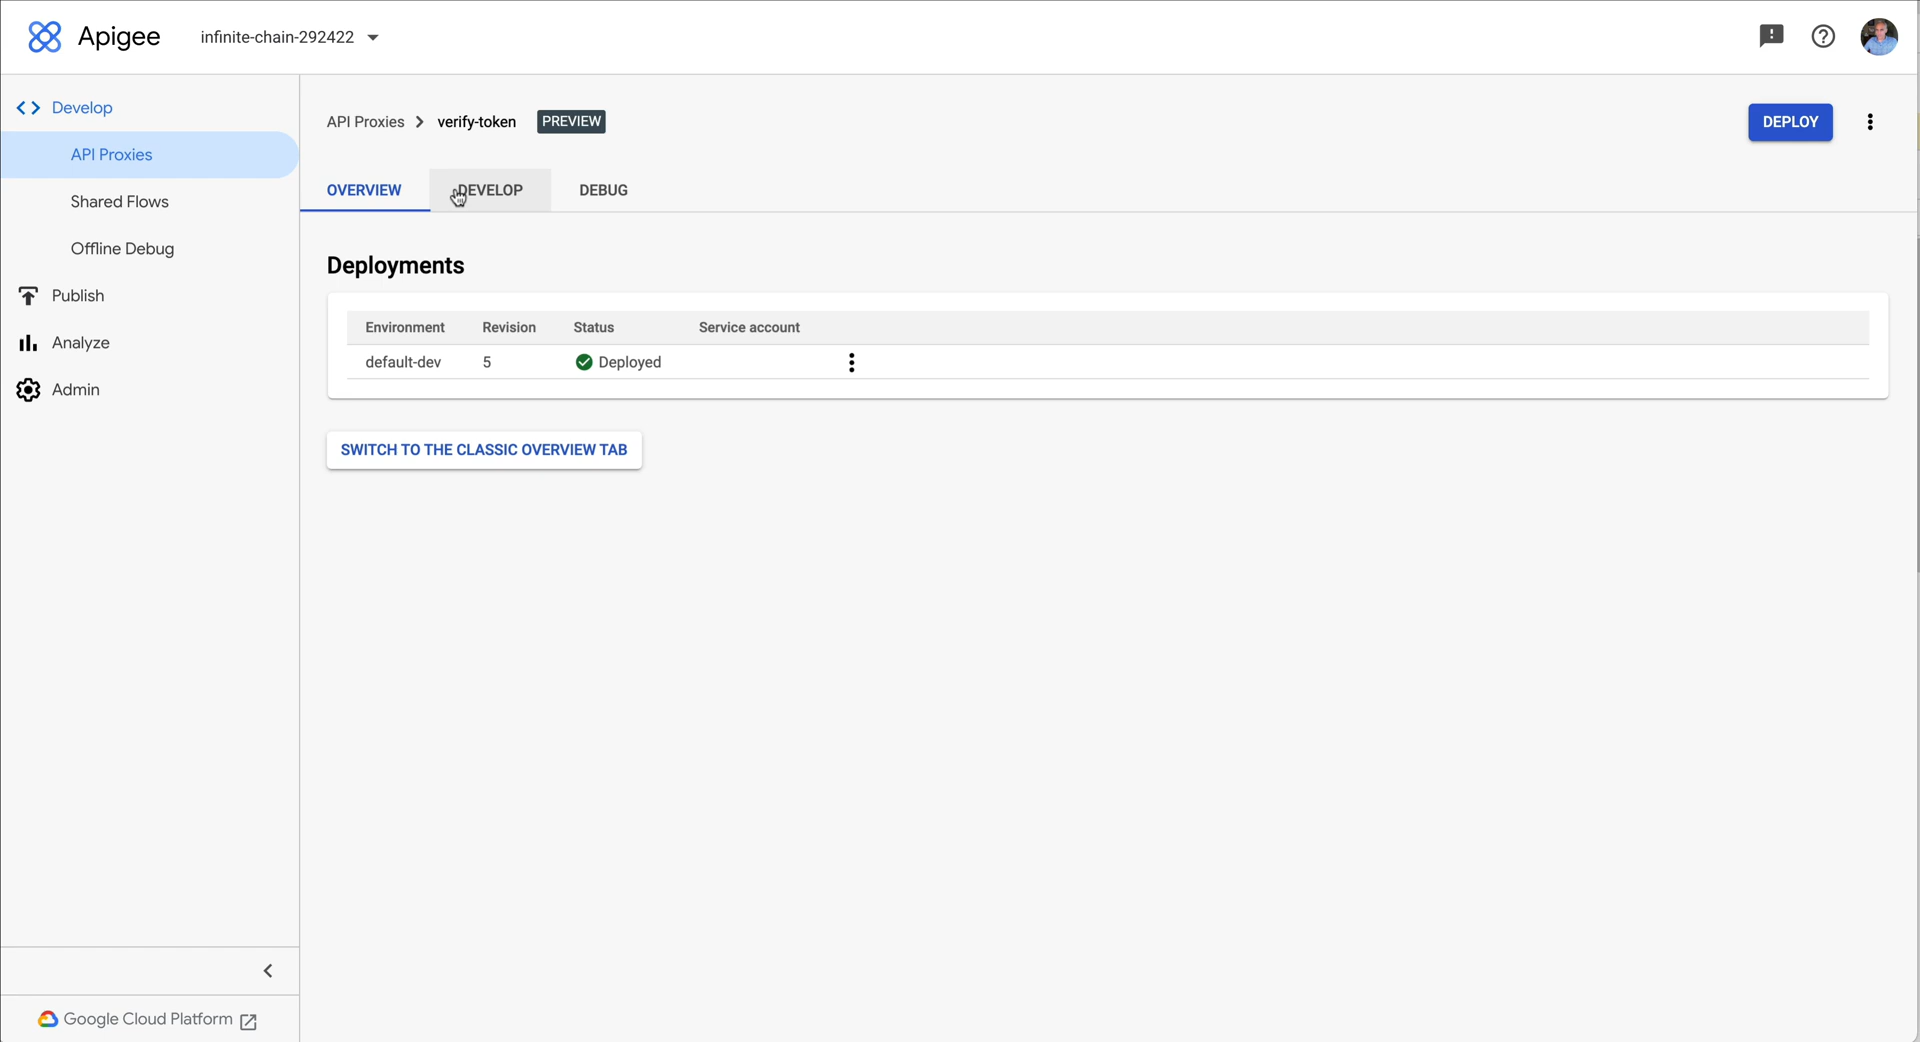 Apigee
infinite-chain-292422
Develop
API Proxies
Shared Flows
Offline Debug
Publish
Analyze
Admin
Google Cloud Platform
API Proxies verify-token PREVIEW
DEPLOY
OVERVIEW DEVELOP DEBUG
Deployments
Environment Revision Status Service account
default-dev 5 Deployed
SWITCH TO THE CLASSIC OVERVIEW TAB